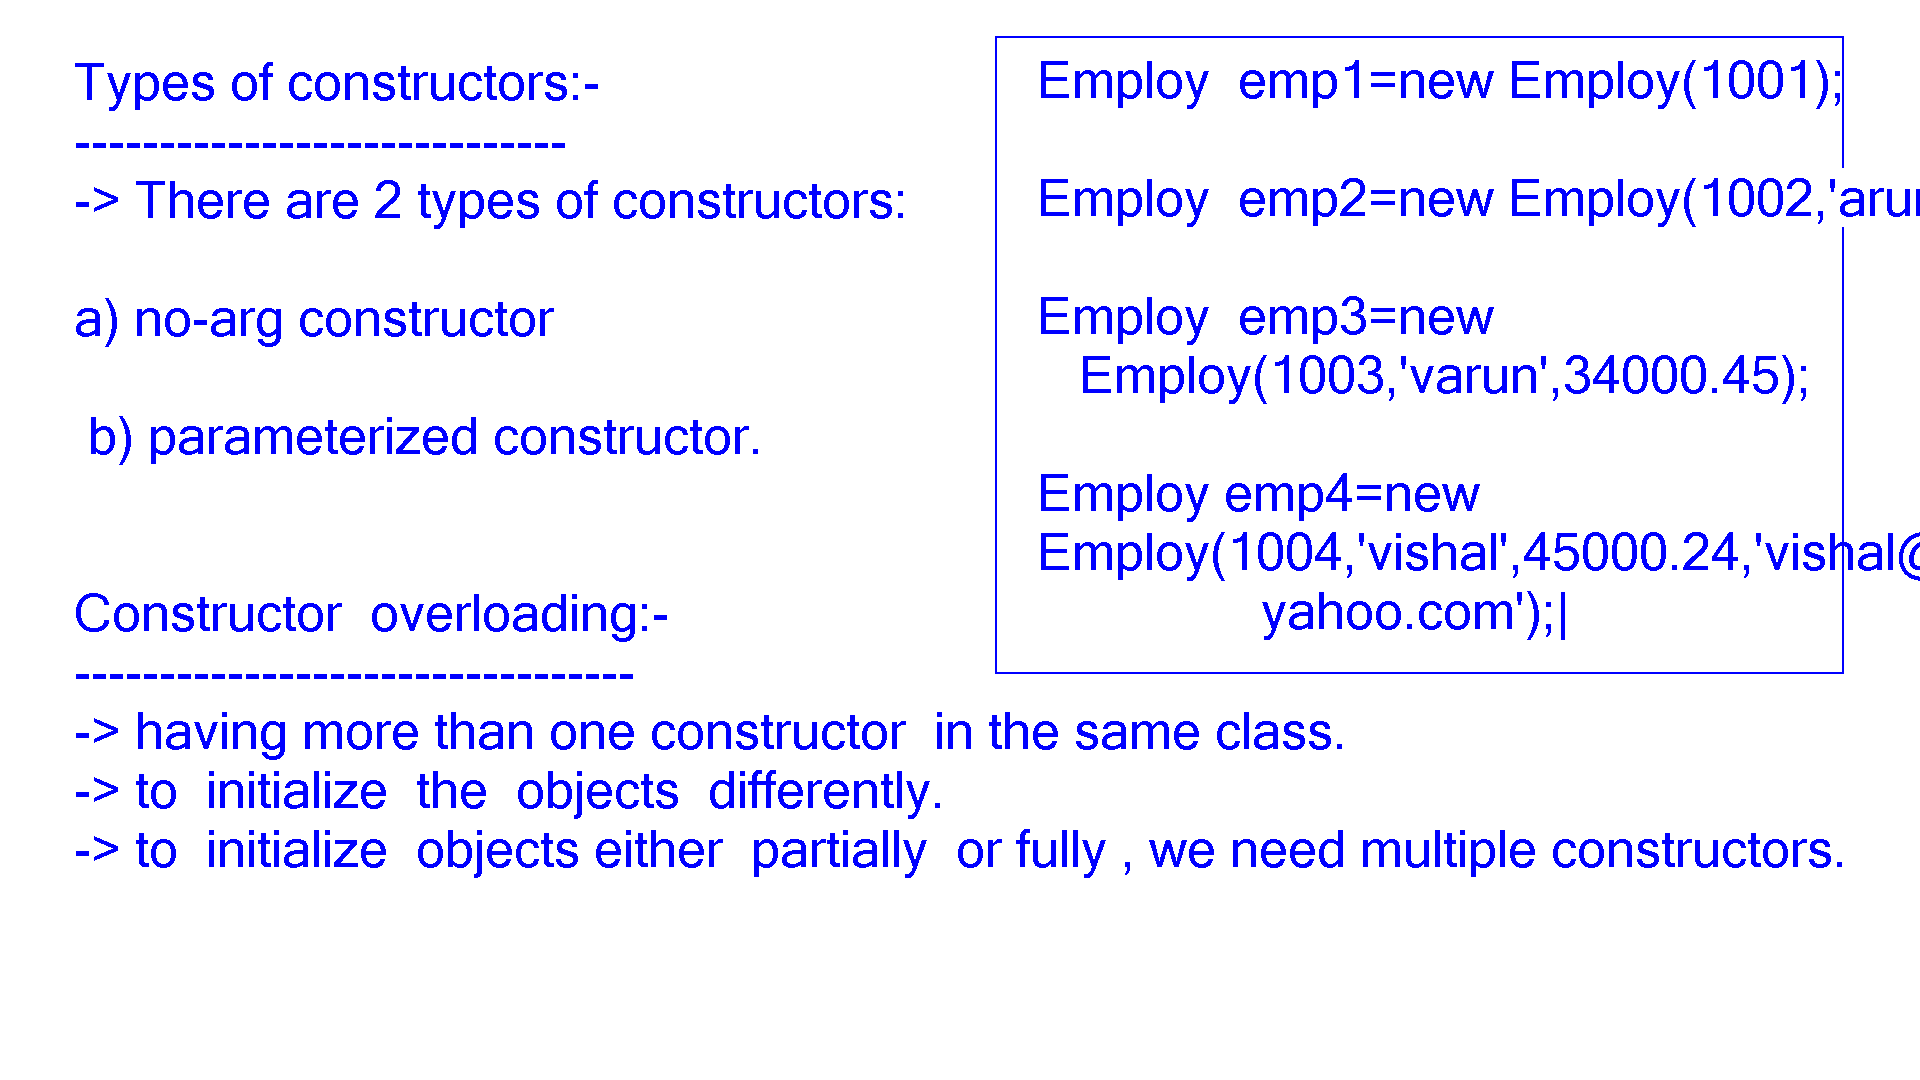 Types of constructors:-
-----------------------------
-> There are 2 types of constructors:
a) no-arg constructor
b) parameterized constructor.
Constructor  overloading:-
---------------------------------
-> having more than one constructor  in the same class.
-> to  initialize  the  objects  differently.
-> to  initialize  objects either  partially  or fully , we need multiple constructors.
Employ  emp1=new Employ(1001);
Employ  emp2=new Employ(1002,'arun
Employ  emp3=new
Employ(1003,'varun',34000.45);
Employ emp4=new
Employ(1004,'vishal',45000.24,'vishal@
yahoo.com');|